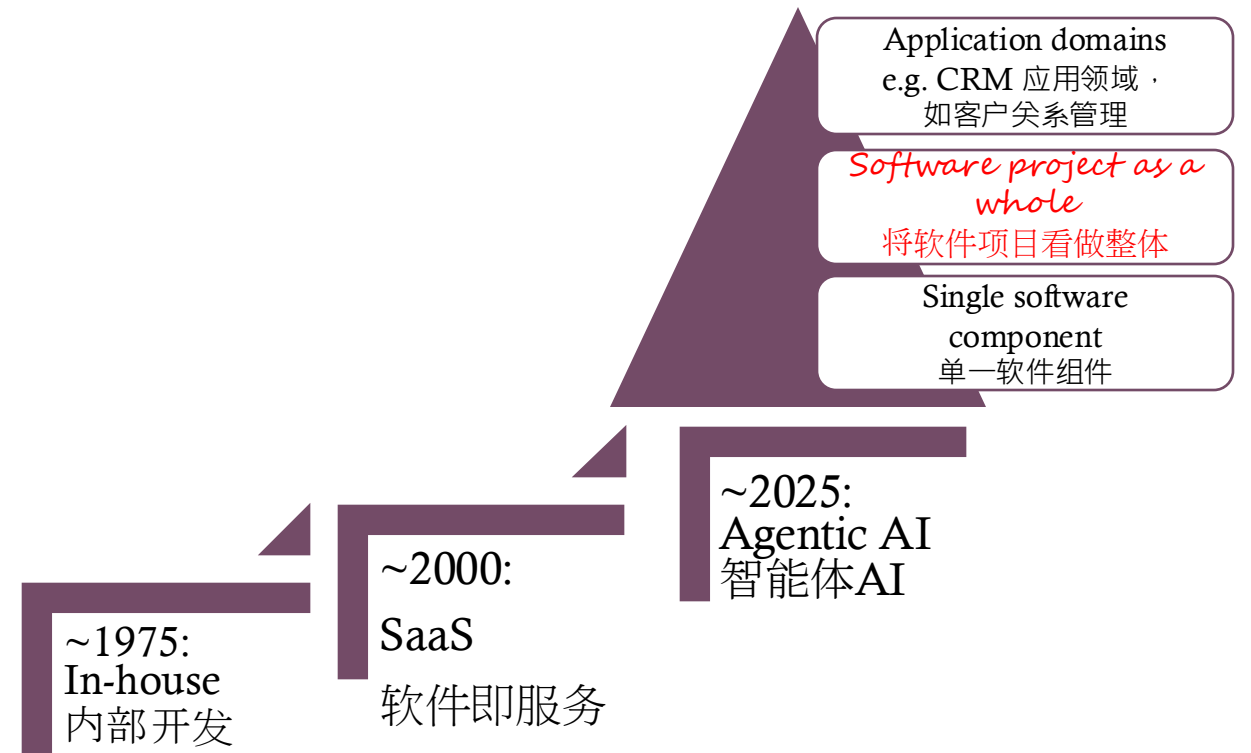 Application domains
e.g. CRM 应用领域，
如客户关系管理
Software project as a
whole
将软件项目看做整体
Single software
component
单一软件组件
~2025:
Agentic AI
智能体AI
~2000:
SaaS
软件即服务
~1975:
In-house
内部开发